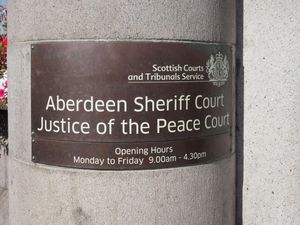 Scottish Courts
and Tribunals Service
Aberdeen Sheriff Court
Justice of the Peace Court
Opening Hours
Monday to Friday 9.00am - 4.30pm